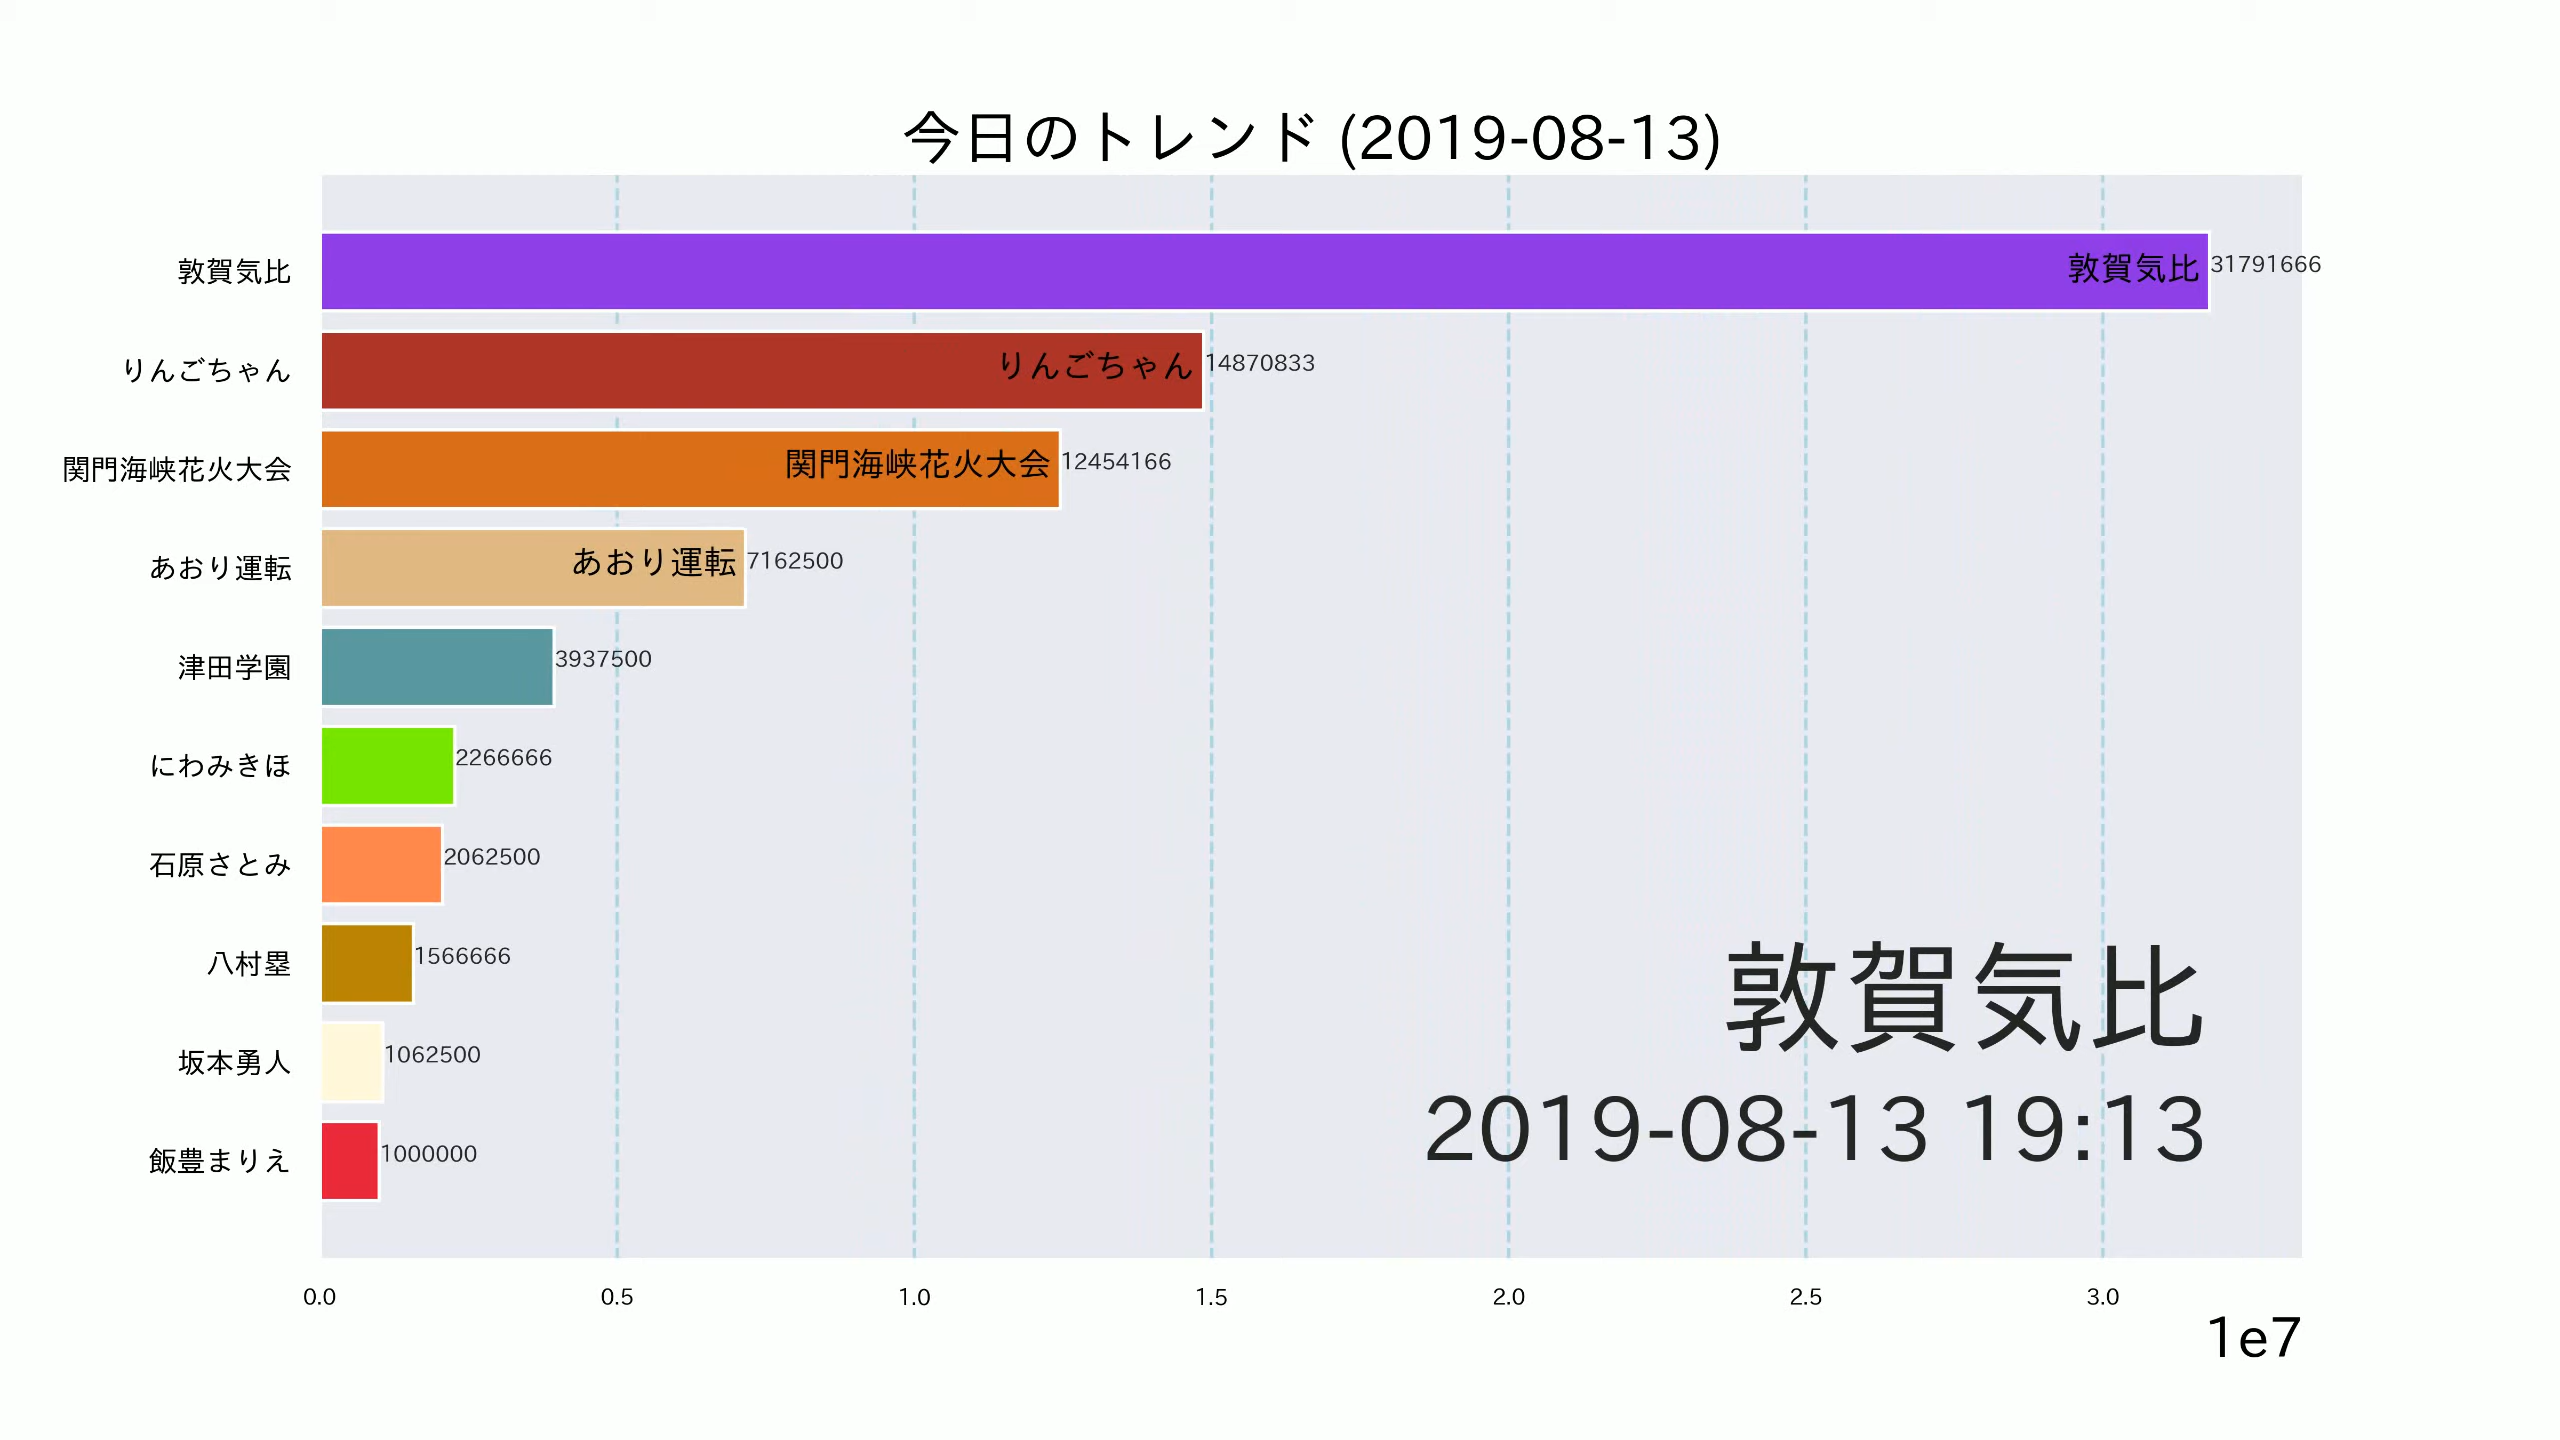 今日のトレンド (2019-08-13)
敦賀気比 敦賀気比 31791666
りんごちゃん りんごちゃん 14870833
関門海峡花火大会 関門海峡花火大会 12454166
あおり運転 あおり運転 7162500
津田学園 3937500
にわみきほ 2266666
石原さとみ 2062500
八村塁 1566666
坂本勇人 1062500
飯豊まりえ 1000000
敦賀気比
2019-08-13 19:13
0.0 0.5 1.0 1.5 2.0 2.5 3.0
1e7